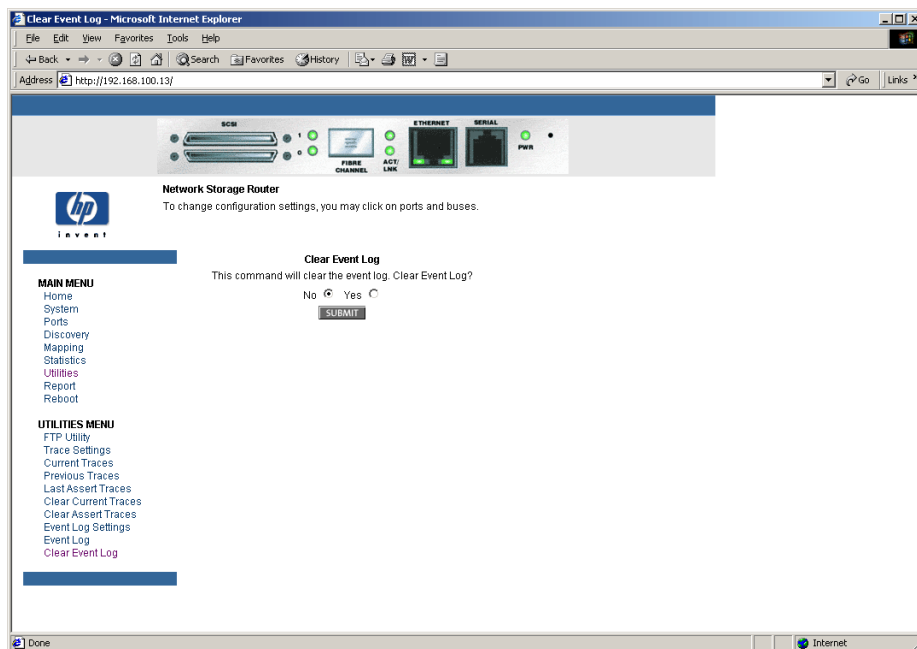 Clear Event Log - Microsoft Internet Explorer
File Edit View Favorites Tools Help
Back Search Favorites History
Address http://192.168.100.13/ Go Links »
SCSI
1
0
FIBRE CHANNEL
ACT/ LNK
ETHERNET
SERIAL
PWR
hp
invent
Network Storage Router
To change configuration settings, you may click on ports and buses.
Clear Event Log
This command will clear the event log. Clear Event Log?
No Yes
SUBMIT
MAIN MENU
Home
System
Ports
Discovery
Mapping
Statistics
Utilities
Report
Reboot
UTILITIES MENU
FTP Utility
Trace Settings
Current Traces
Previous Traces
Last Assert Traces
Clear Current Traces
Clear Assert Traces
Event Log Settings
Event Log
Clear Event Log
Done Internet